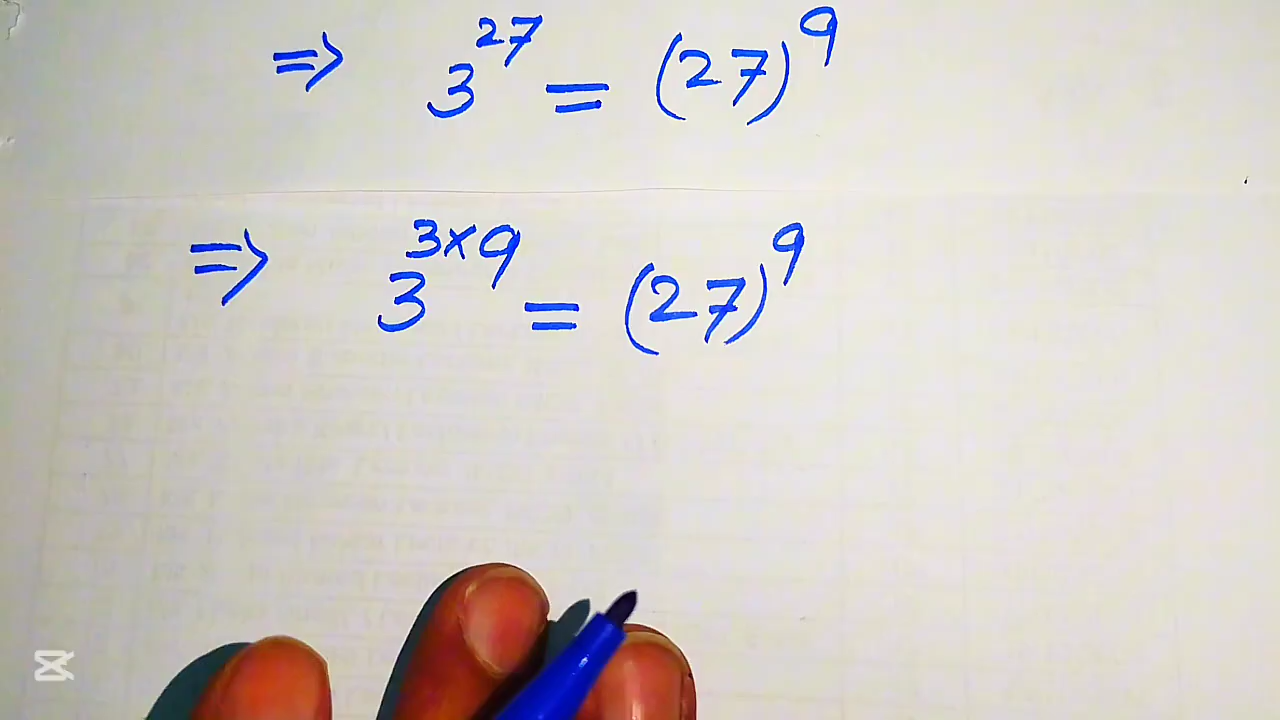 ⇒ 3^27 = (27)^9
⇒ 3^3×9 = (27)^9